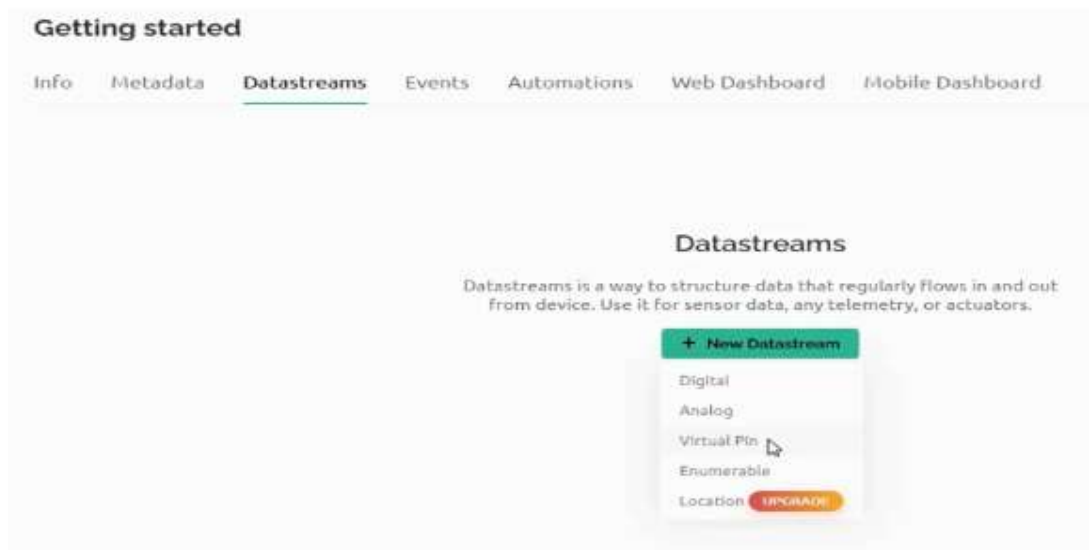 Getting started
Info Metadata Datastreams Events Automations Web Dashboard Mobile Dashboard
Datastreams
Datastreams is a way to structure data that regularly flows in and out
from device. Use it for sensor data, any telemetry, or actuators.
+ New Datastream
Digital
Analog
Virtual Pin
Enumerable
Location UPGRADE